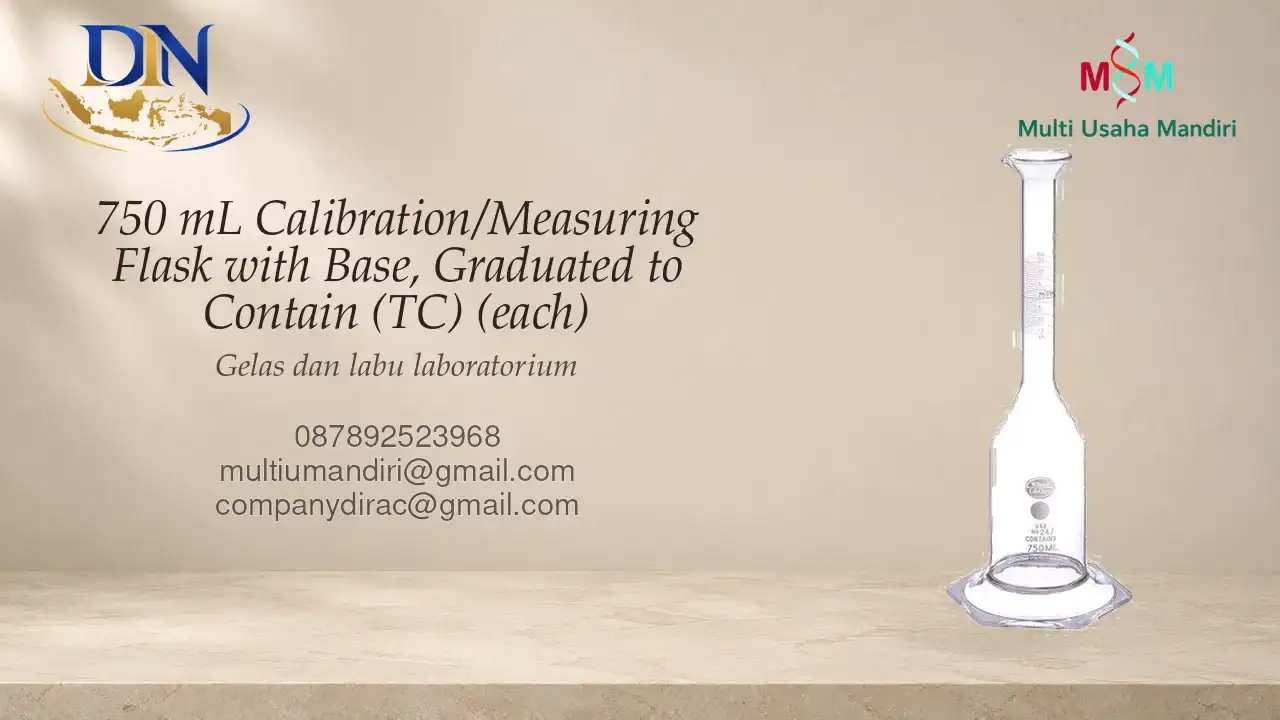 DIN
M M
Multi Usaha Mandiri
750 mL Calibration/Measuring
Flask with Base, Graduated to
Contain (TC) (each)
Gelas dan labu laboratorium
087892523968
multiumandiri@gmail.com
companydirac@gmail.com
750ML